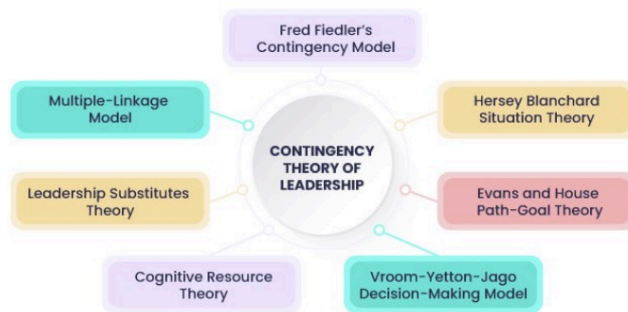 Fred Fiedler's
Contingency Model
Multiple-Linkage
Model
Hersey Blanchard
Situation Theory
CONTINGENCY
THEORY OF
LEADERSHIP
Leadership Substitutes
Theory
Evans and House
Path-Goal Theory
Cognitive Resource
Theory
Vroom-Yetton-Jago
Decision-Making Model